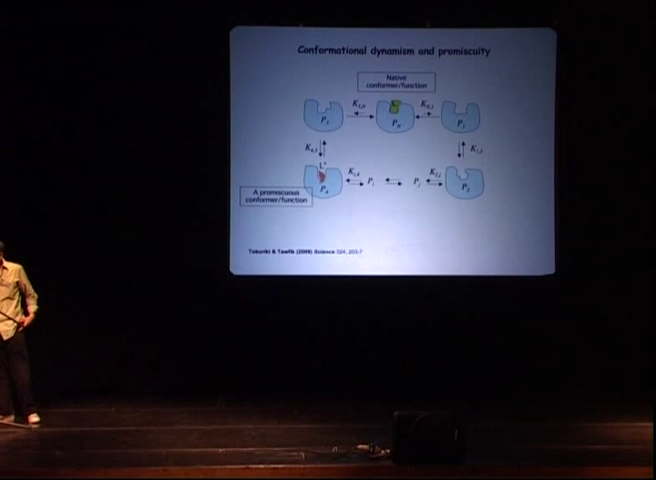 Conformational dynamism and promiscuity
Native
conformer/function
L
P
P
P
L*
P
P
P
P
A promiscuous
conformer/function
Tokuriki & Tawfik (2009) Science 324, 203-7